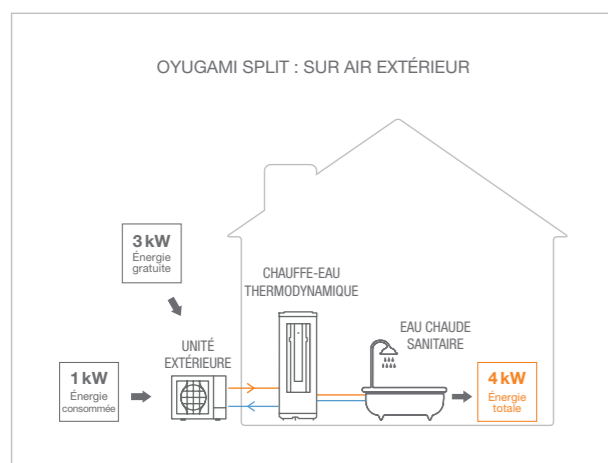 OYUGAMI SPLIT : SUR AIR EXTÉRIEUR
3 kW
Énergie
gratuite
CHAUFFE-EAU
THERMODYNAMIQUE
UNITÉ
EXTÉRIEURE
EAU CHAUDE
SANITAIRE
1 kW
Énergie
consommée
4 kW
Énergie
totale